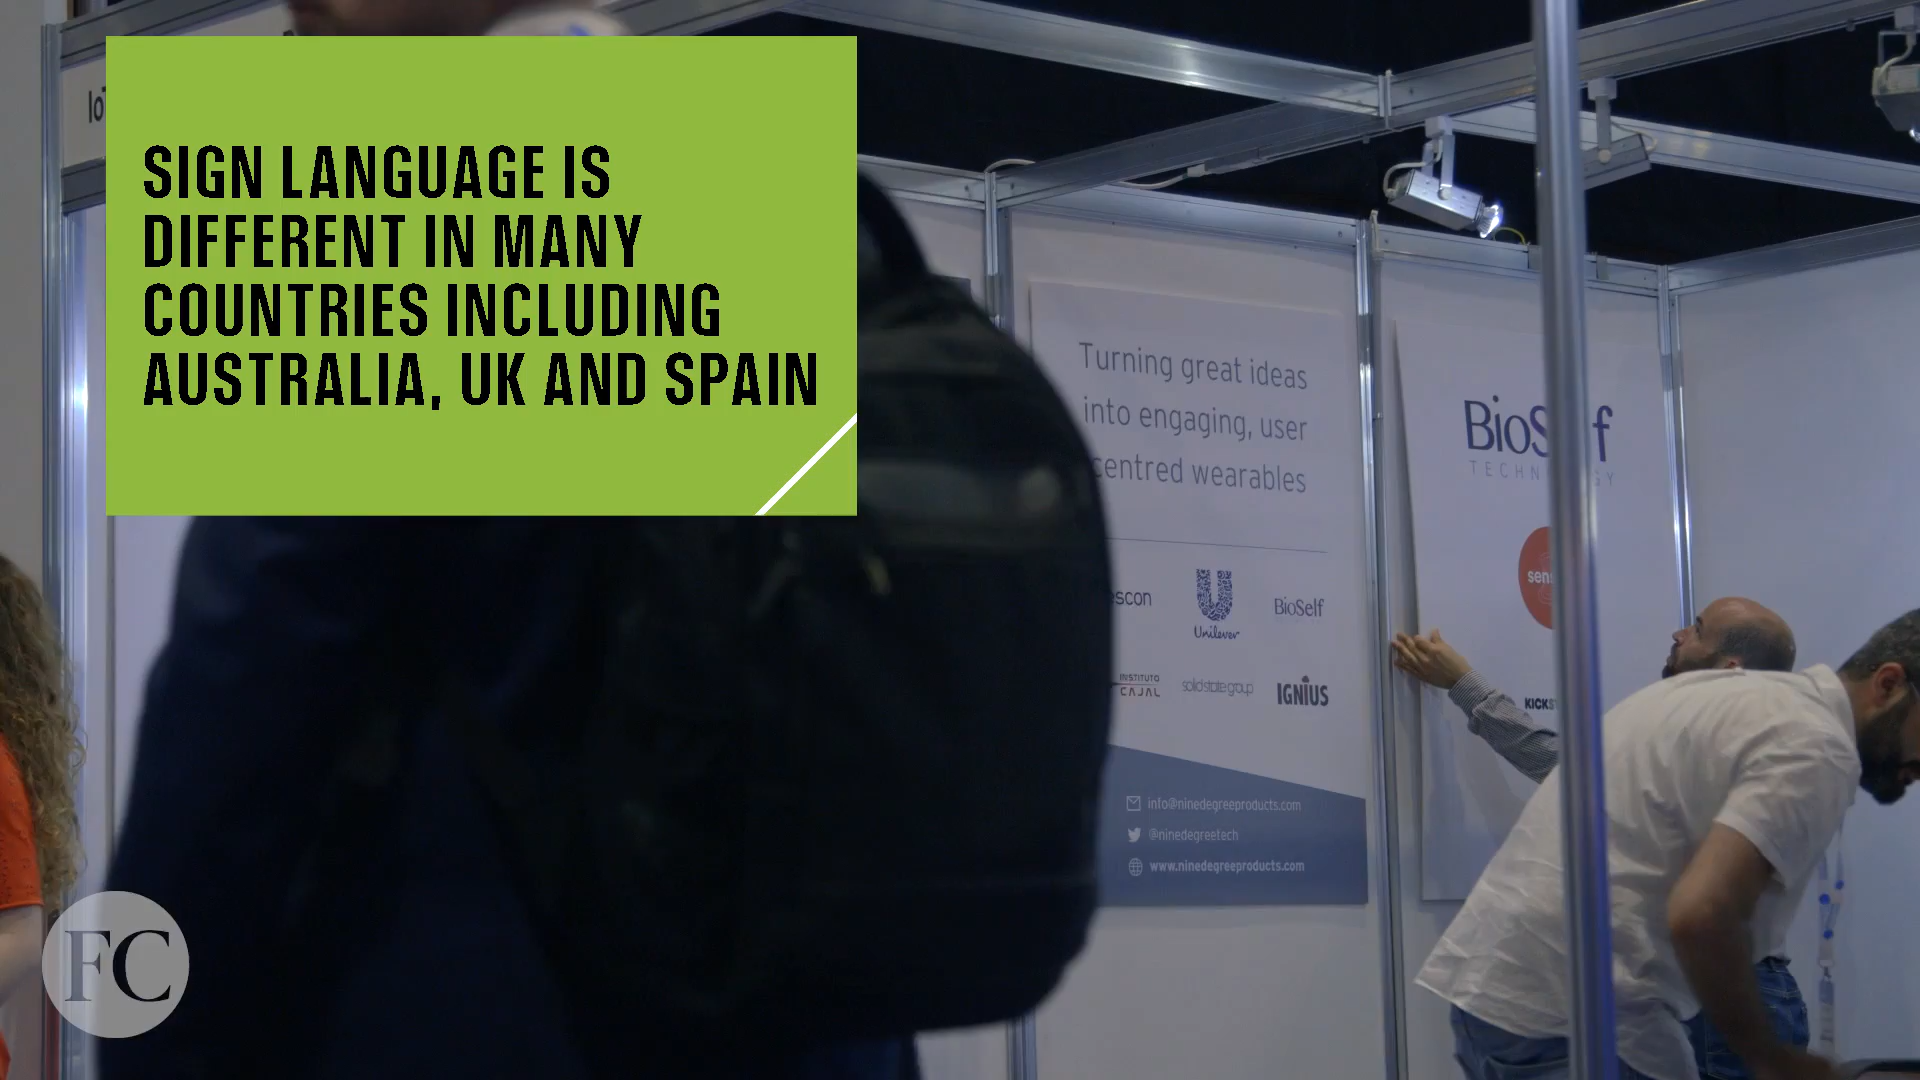 SIGN LANGUAGE IS
DIFFERENT IN MANY
COUNTRIES INCLUDING
AUSTRALIA, UK AND SPAIN
Turning great ideas
into engaging, user
centred wearables
Unilever
BioSelf
INSTITUTO
CAJAL
solid state group
IGNIUS
info@ninedegreeproducts.com
@ninedegreetech
www.ninedegreeproducts.com
FC